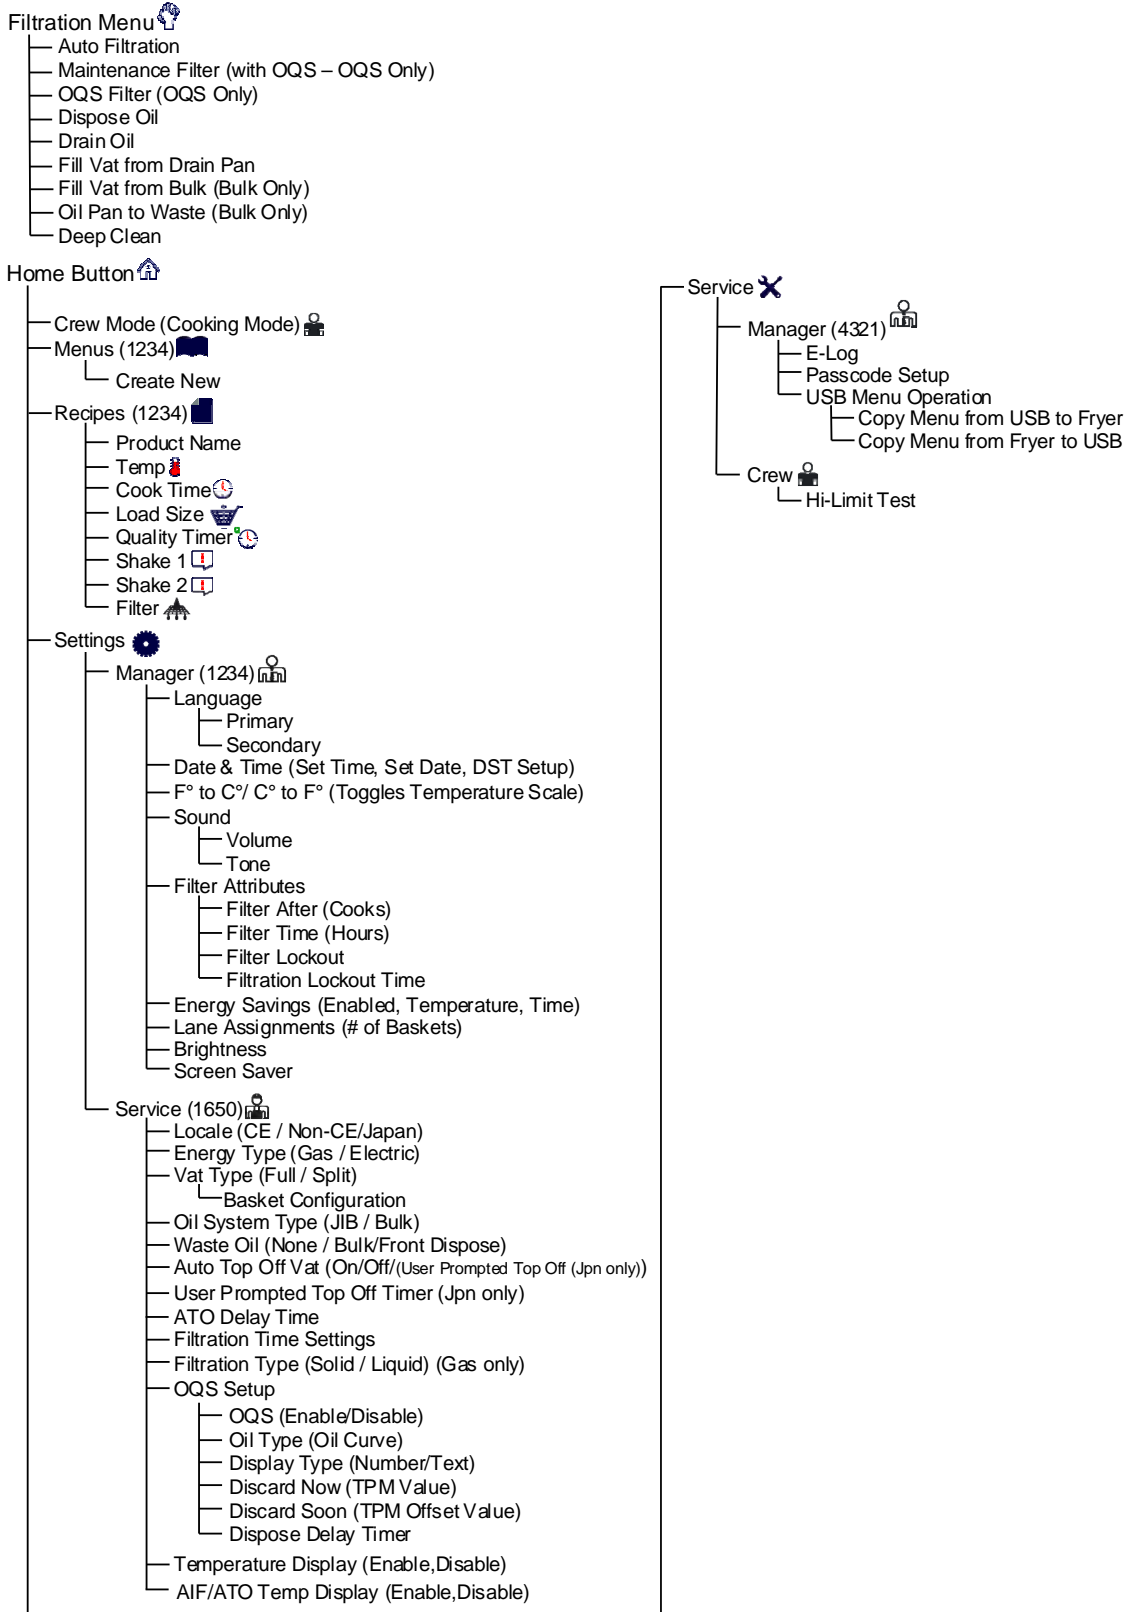 Filtration Menu
Auto Filtration
Maintenance Filter (with OQS – OQS Only)
OQS Filter (OQS Only)
Dispose Oil
Drain Oil
Fill Vat from Drain Pan
Fill Vat from Bulk (Bulk Only)
Oil Pan to Waste (Bulk Only)
Deep Clean
Home Button
Crew Mode (Cooking Mode)
Menus (1234)
Create New
Recipes (1234)
Product Name
Temp
Cook Time
Load Size
Quality Timer
Shake 1
Shake 2
Filter
Settings
Manager (1234)
Language
Primary
Secondary
Date & Time (Set Time, Set Date, DST Setup)
F° to C°/ C° to F° (Toggles Temperature Scale)
Sound
Volume
Tone
Filter Attributes
Filter After (Cooks)
Filter Time (Hours)
Filter Lockout
Filtration Lockout Time
Energy Savings (Enabled, Temperature, Time)
Lane Assignments (# of Baskets)
Brightness
Screen Saver
Service (1650)
Locale (CE / Non-CE/Japan)
Energy Type (Gas / Electric)
Vat Type (Full / Split)
Basket Configuration
Oil System Type (JIB / Bulk)
Waste Oil (None / Bulk/Front Dispose)
Auto Top Off Vat (On/Off/(User Prompted Top Off (Jpn only))
User Prompted Top Off Timer (Jpn only)
ATO Delay Time
Filtration Time Settings
Filtration Type (Solid / Liquid) (Gas only)
OQS Setup
OQS (Enable/Disable)
Oil Type (Oil Curve)
Display Type (Number/Text)
Discard Now (TPM Value)
Discard Soon (TPM Offset Value)
Dispose Delay Timer
Temperature Display (Enable,Disable)
AIF/ATO Temp Display (Enable,Disable)
Service
Manager (4321)
E-Log
Passcode Setup
USB Menu Operation
Copy Menu from USB to Fryer
Copy Menu from Fryer to USB
Crew
Hi-Limit Test